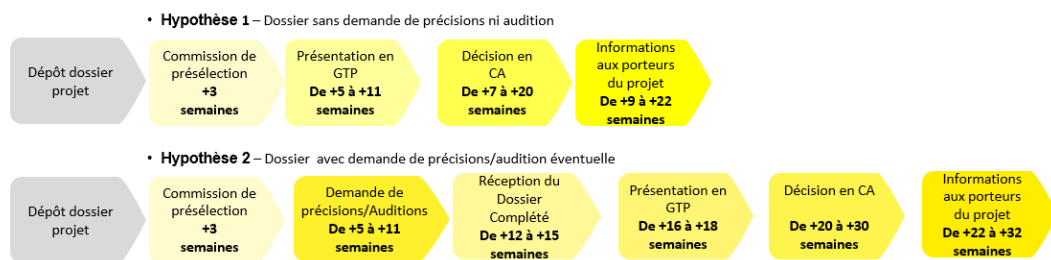 • Hypothèse 1 – Dossier sans demande de précisions ni audition
Dépôt dossier
projet
Commission de
présélection
+3
semaines
Présentation en
GTP
De +5 à +11
semaines
Décision en
CA
De +7 à +20
semaines
Informations
aux porteurs
du projet
De +9 à +22
semaines
• Hypothèse 2 – Dossier avec demande de précisions/audition éventuelle
Dépôt dossier
projet
Commission de
présélection
+3
semaines
Demande de
précisions/Auditions
De +5 à +11
semaines
Réception du
Dossier
Complété
De +12 à +15
semaines
Présentation en
GTP
De +16 à +18
semaines
Décision en CA
De +20 à +30
semaines
Informations
aux porteurs
du projet
De +22 à +32
semaines